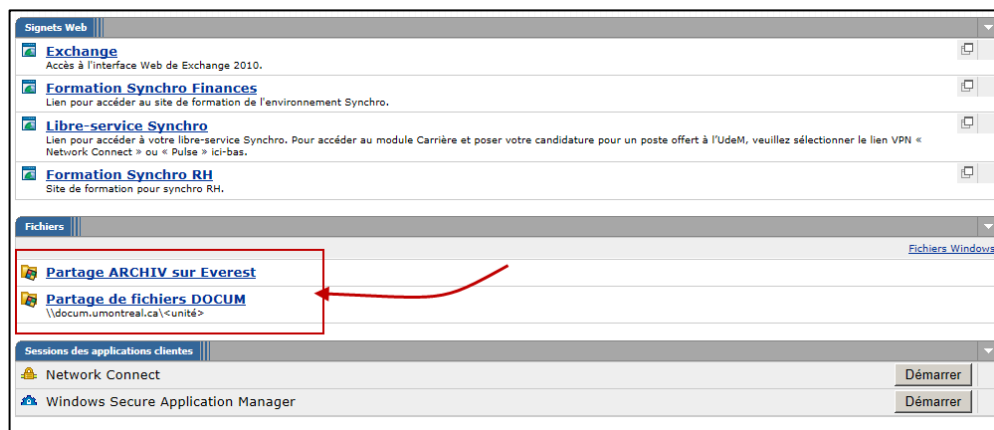 Signets Web
Exchange
Accès à l'interface Web de Exchange 2010.
Formation Synchro Finances
Lien pour accéder au site de formation de l'environnement Synchro.
Libre-service Synchro
Lien pour accéder à votre libre-service Synchro. Pour accéder au module Carrière et poser votre candidature pour un poste offert à l'UdeM, veuillez sélectionner le lien VPN «
Network Connect » ou « Pulse » ici-bas.
Formation Synchro RH
Site de formation pour synchro RH.
Fichiers
Fichiers Windows
Partage ARCHIV sur Everest
Partage de fichiers DOCUM
\\docum.umontreal.ca\<unité>
Sessions des applications clientes
Network Connect Démarrer
Windows Secure Application Manager Démarrer